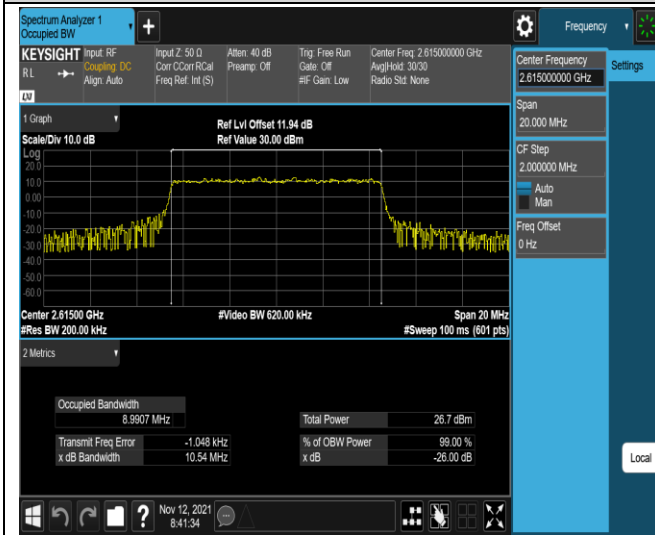 Spectrum Analyzer 1
Occupied BW
+
Frequency
KEYSIGHT
RL
LXI
Input: RF
Coupling: DC
Align: Auto
Input Z: 50 Ω
Corr CCorr RCal
Freq Ref: Int (S)
Atten: 40 dB
Preamp: Off
Trig: Free Run
Gate: Off
#IF Gain: Low
Center Freq: 2.615000000 GHz
Avg|Hold: 30/30
Radio Std: None
1 Graph
Scale/Div 10.0 dB
Ref Lvl Offset 11.94 dB
Ref Value 30.00 dBm
Log
20.0
10.0
0.00
-10.0
-20.0
-30.0
-40.0
-50.0
-60.0
Center 2.61500 GHz
#Res BW 200.00 kHz
#Video BW 620.00 kHz
Span 20 MHz
#Sweep 100 ms (601 pts)
2 Metrics
Occupied Bandwidth
8.9907 MHz
Total Power 26.7 dBm
Transmit Freq Error -1.048 kHz
% of OBW Power 99.00 %
x dB Bandwidth 10.54 MHz
x dB -26.00 dB
?
Nov 12, 2021
8:41:34
Center Frequency
2.615000000 GHz
Settings
Span
20.000 MHz
CF Step
2.000000 MHz
Auto
Man
Freq Offset
0 Hz
Local